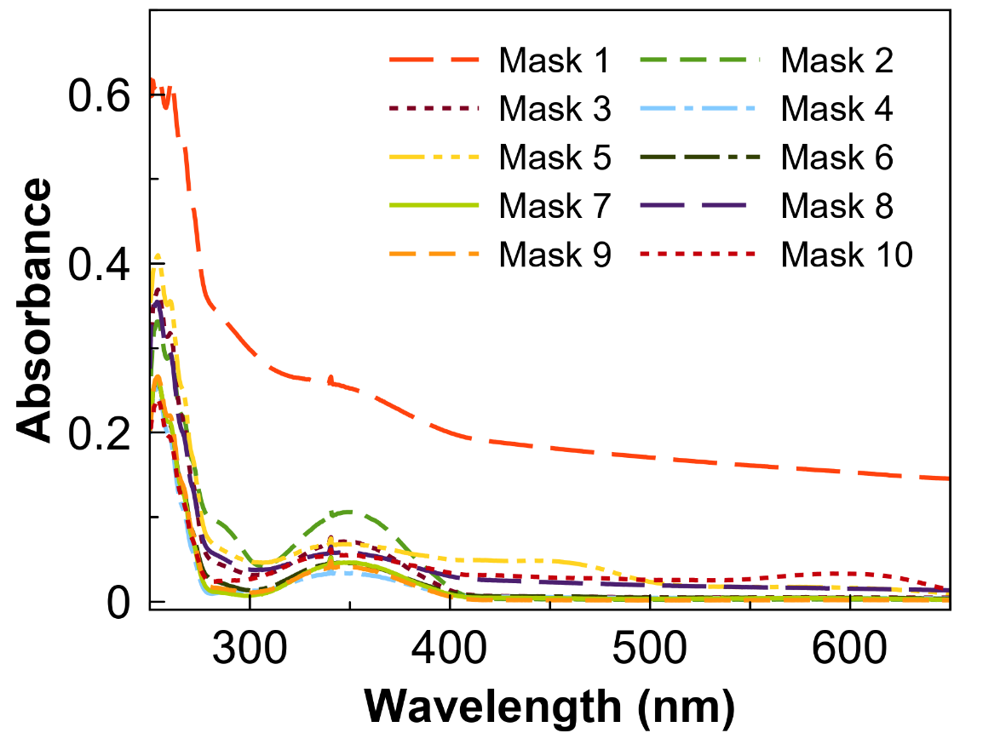 Mask 1 Mask 2
Mask 3 Mask 4
Mask 5 Mask 6
Mask 7 Mask 8
Mask 9 Mask 10
0.6
0.4
0.2
0
Absorbance
300 400 500 600
Wavelength (nm)